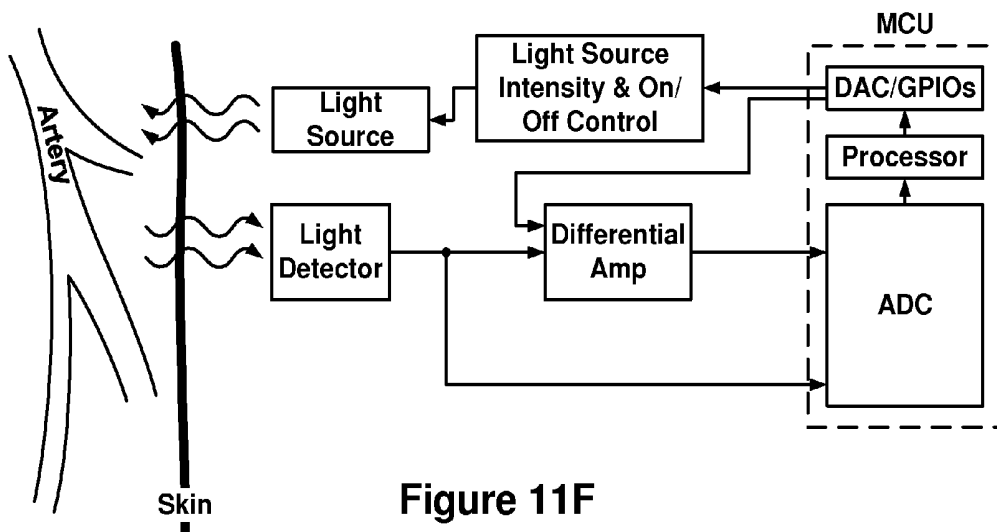 MCU
Light Source
Intensity & On/
Off Control
DAC/GPIOs
Light
Source
Processor
Artery
Light
Detector
Differential
Amp
ADC
Skin
Figure 11F